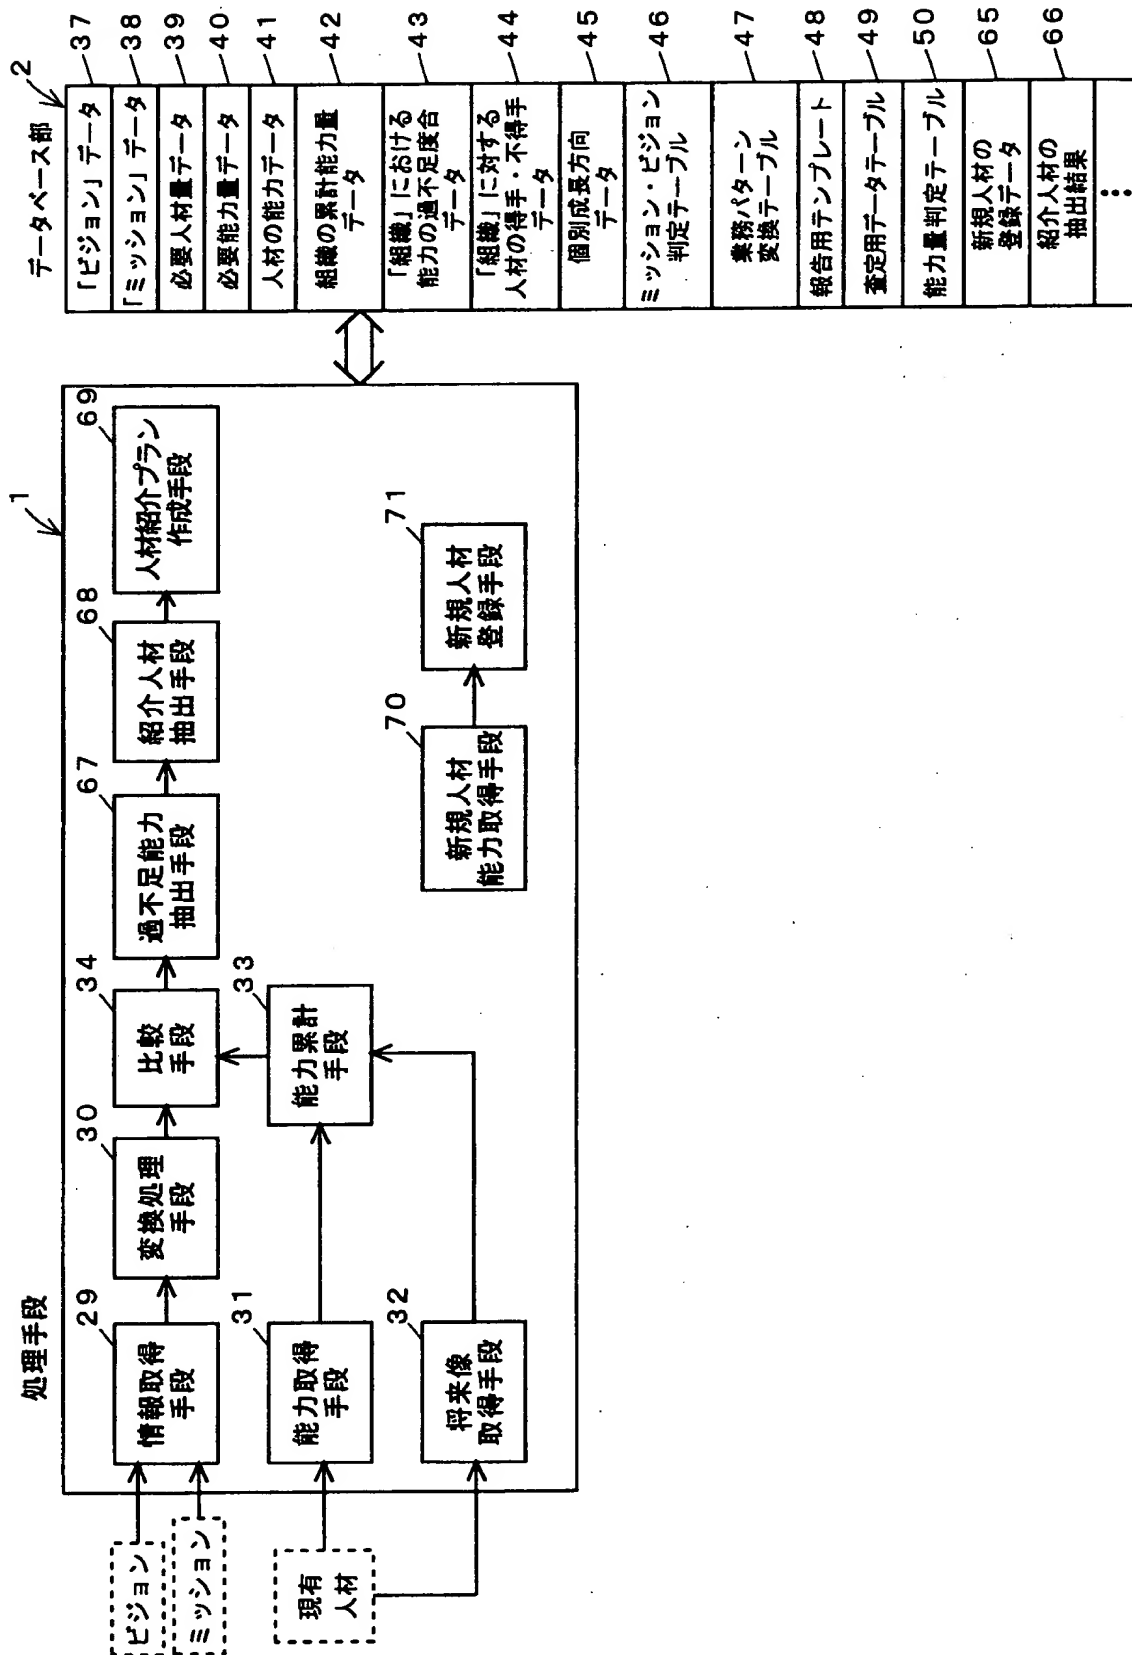 処理手段
1
ビジョン
ミッション
現有
人材
29
情報取得
手段
30
変換処理
手段
34
比較
手段
67
過不足能力
抽出手段
68
紹介人材
抽出手段
69
人材紹介プラン
作成手段
31
能力取得
手段
33
能力累計
手段
32
将来像
取得手段
70
新規人材
能力取得手段
71
新規人材
登録手段
データベース部
2
「ビジョン」データ
37
「ミッション」データ
38
必要人材量データ
39
必要能力量データ
40
人材の能力データ
41
組織の累計能力量
データ
42
「組織」における
能力の過不足度合
データ
43
「組織」に対する
人材の得手・不得手
データ
44
個別成長方向
データ
45
ミッション・ビジョン
判定テーブル
46
業務パターン
変換テーブル
47
報告用テンプレート
48
査定用データテーブル
49
能力量判定テーブル
50
新規人材の
登録データ
65
紹介人材の
抽出結果
66